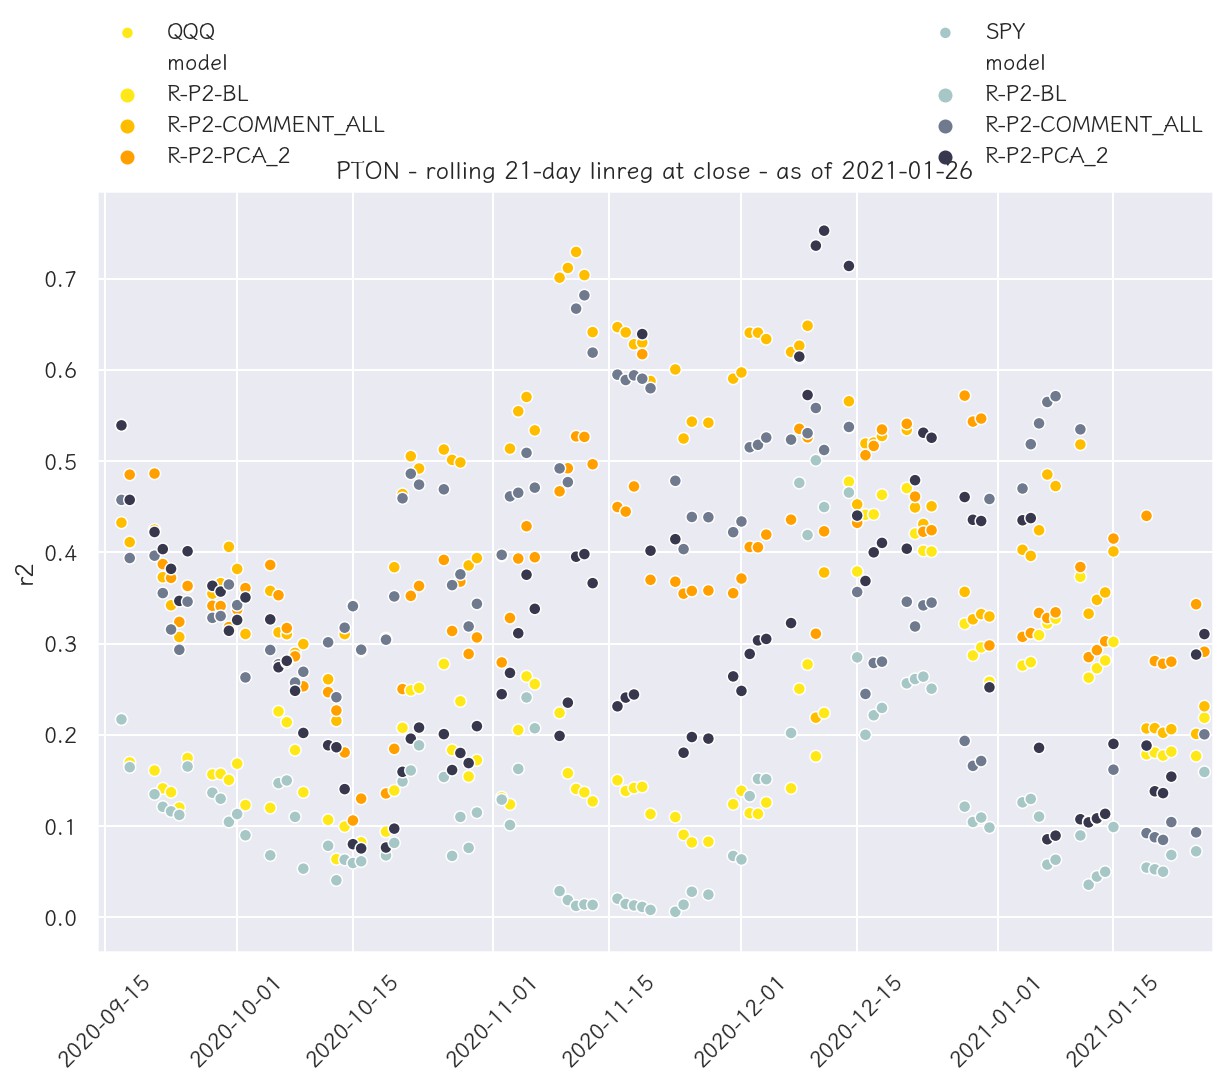 QQQ
model
R-P2-BL
R-P2-COMMENT_ALL
R-P2-PCA_2
SPY
model
R-P2-BL
R-P2-COMMENT_ALL
R-P2-PCA_2
PTON - rolling 21-day linreg at close - as of 2021-01-26
0.7
0.6
0.5
0.4
0.3
0.2
0.1
0.0
r2
2020-09-15
2020-10-01
2020-10-15
2020-11-01
2020-11-15
2020-12-01
2020-12-15
2021-01-01
2021-01-15